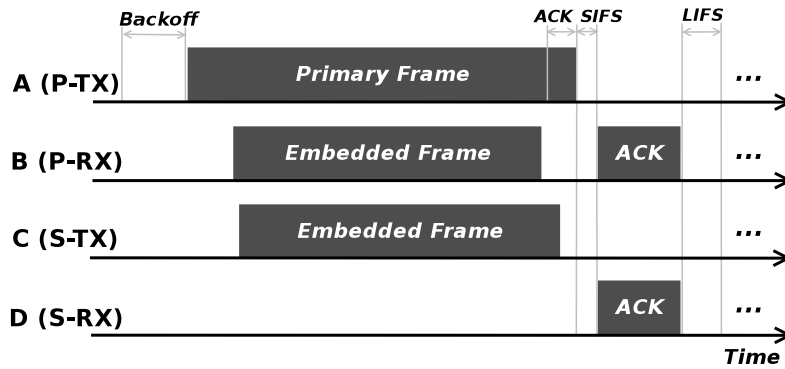 Backoff
ACK SIFS
LIFS
A (P-TX)
Primary Frame
...
B (P-RX)
Embedded Frame
ACK
...
C (S-TX)
Embedded Frame
...
D (S-RX)
ACK
...
Time